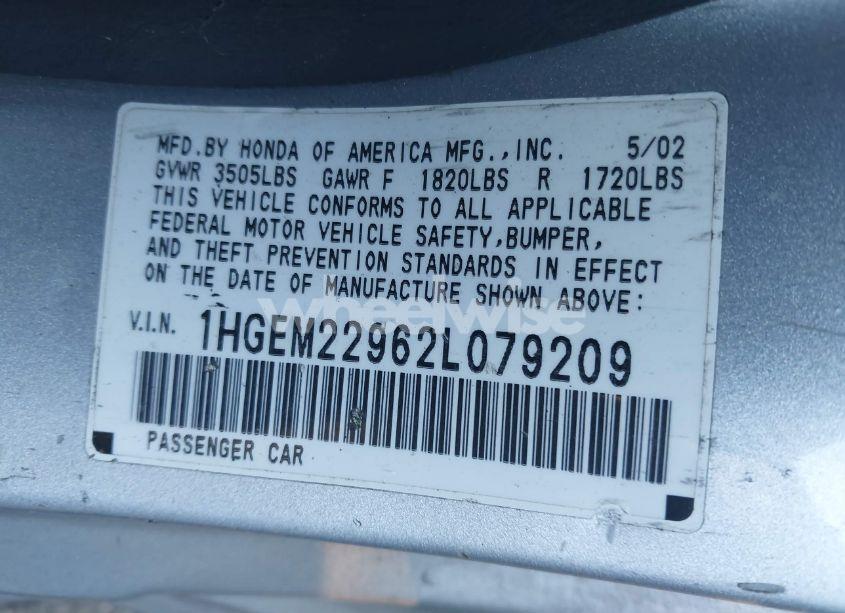 MFD.BY HONDA OF AMERICA MFG.,INC. 5/02
GVWR 3505LBS GAWR F 1820LBS R 1720LBS
THIS VEHICLE CONFORMS TO ALL APPLICABLE
FEDERAL MOTOR VEHICLE SAFETY,BUMPER,
AND THEFT PREVENTION STANDARDS IN EFFECT
ON THE DATE OF MANUFACTURE SHOWN ABOVE:
wheelwise
V.I.N. 1HGEM22962L079209
PASSENGER CAR